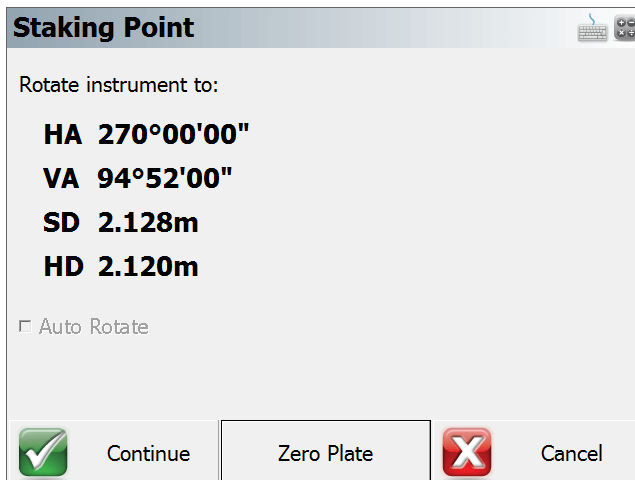 Staking Point
Rotate instrument to:
HA 270°00'00"
VA 94°52'00"
SD 2.128m
HD 2.120m
Auto Rotate
Continue Zero Plate Cancel